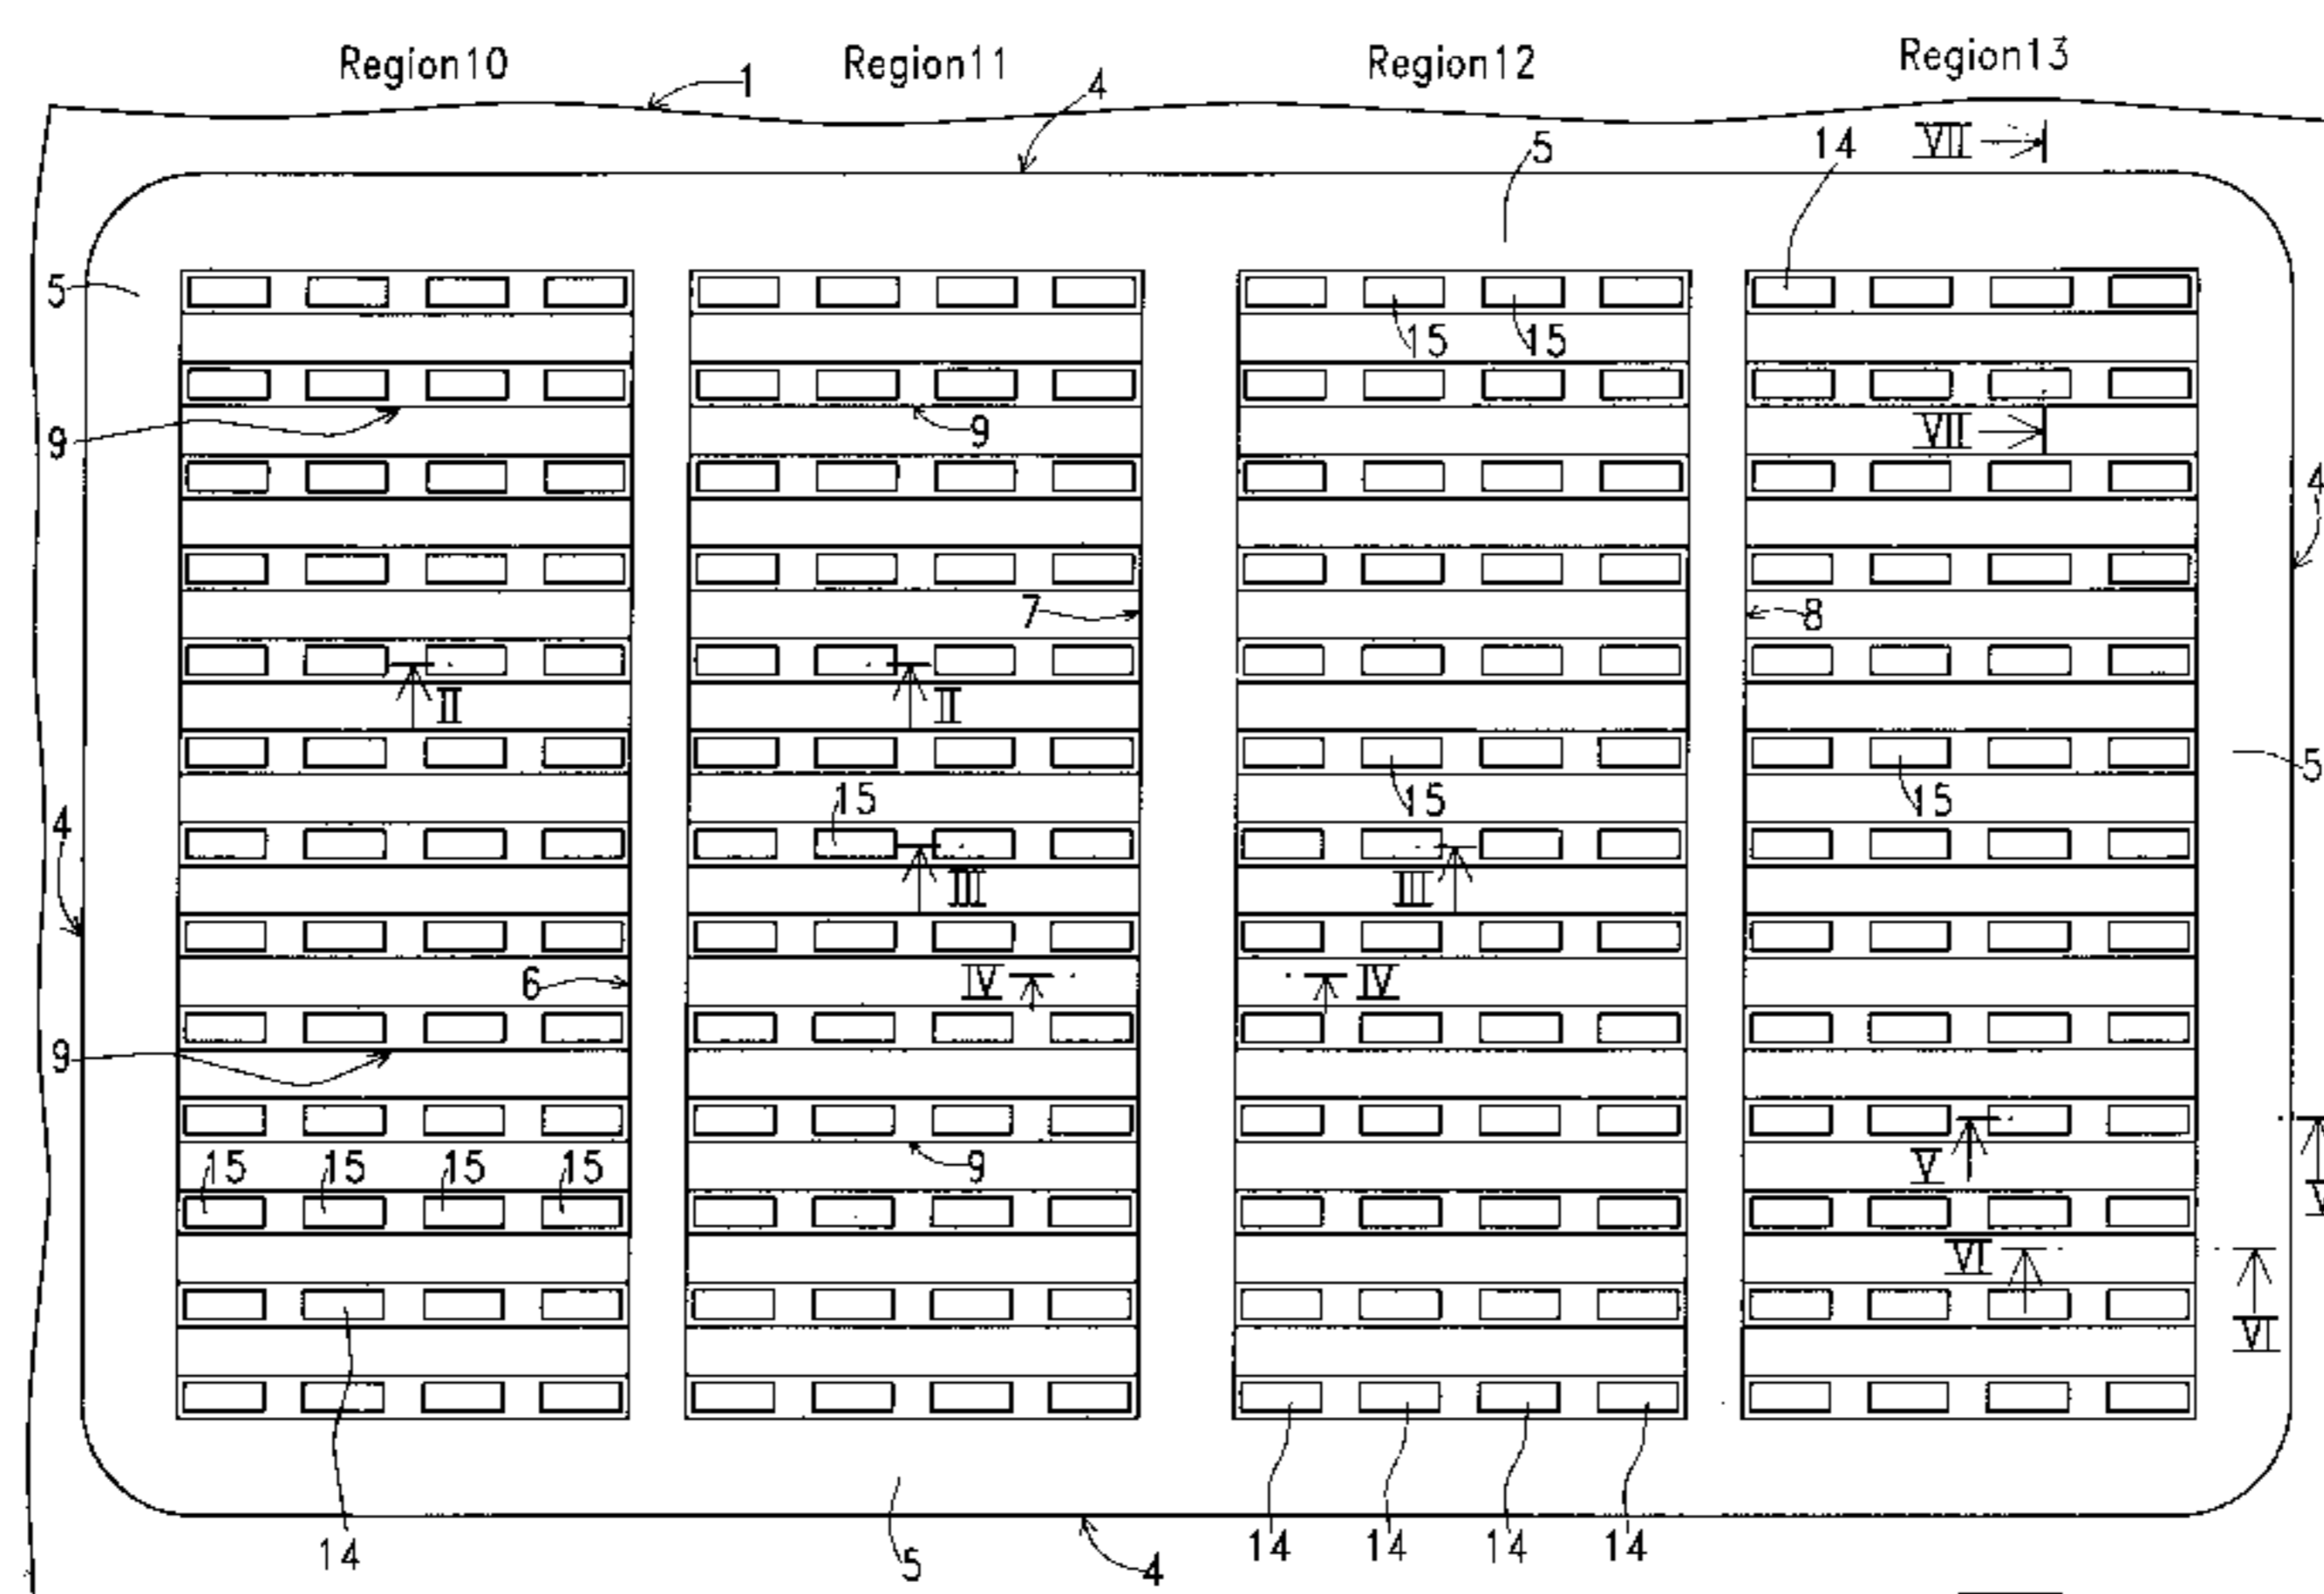 Region10 Region11 Region12 Region13
1 4
5 14 VII
5
15 15
9 9 VII
4
7 8
II II
5
15 15 15
4
III III
6 IV IV
9
15 15 15 15 9 V
VI
VI
14 5 4 14 14 14 14